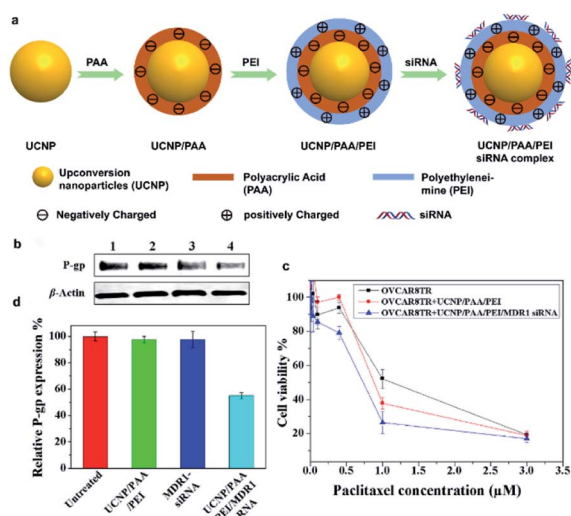 a
PAA
PEI
siRNA
UCNP
UCNP/PAA
UCNP/PAA/PEI
UCNP/PAA/PEI
siRNA complex
Upconversion
nanoparticles (UCNP)
Polyacrylic Acid
(PAA)
Polyethylenei-
mine (PEI)
Negatively Charged
positively Charged
siRNA
b
1 2 3 4
P-gp
β-Actin
d
Relative P-gp expression %
100
80
60
40
20
0
Untreated
UCNP/PAA
/PEI
MDR1-
siRNA
UCNP/PAA
PEI/MDR1
RNA
c
OVCAR8TR
OVCAR8TR+UCNP/PAA/PEI
OVCAR8TR+UCNP/PAA/PEI/MDR1 siRNA
Cell viability %
100
80
60
40
20
0.0 0.5 1.0 1.5 2.0 2.5 3.0 3.5
Paclitaxel concentration (µM)